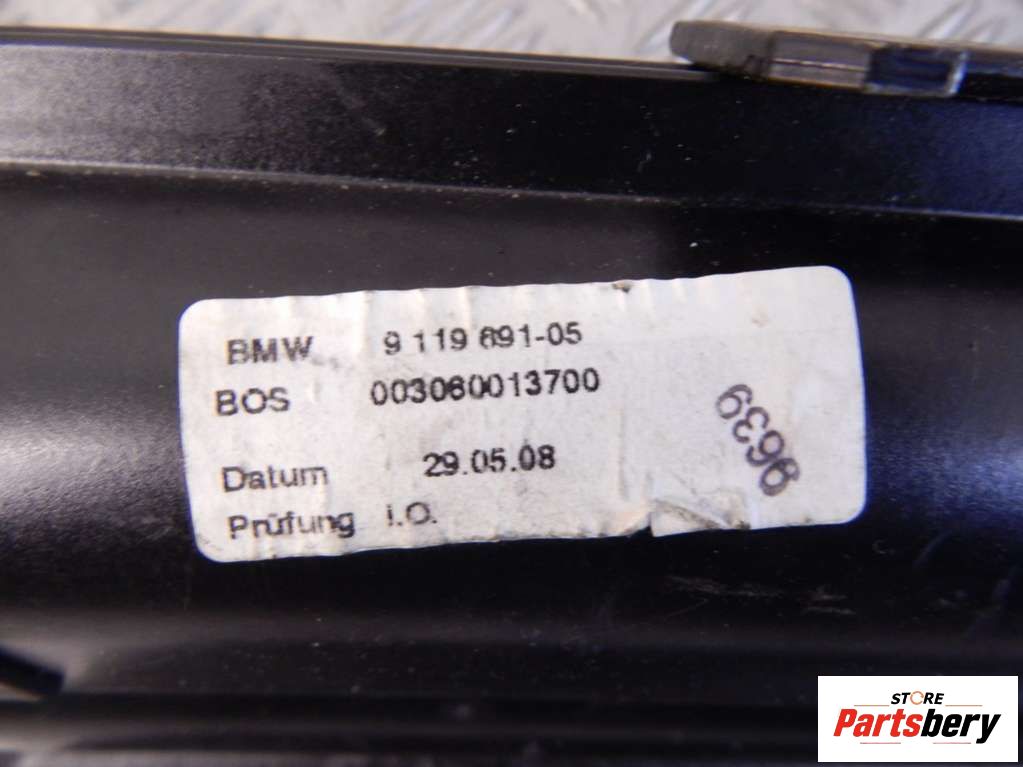 BMW 9 119 691-05
BOS 003060013700
Datum 29.05.08
Prüfung I.O.
9639
STORE
Partsbery